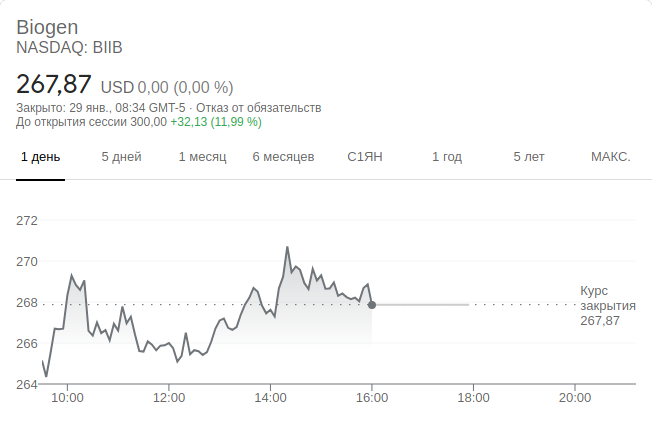 Biogen
NASDAQ: BIIB
267,87 USD 0,00 (0,00 %)
Закрыто: 29 янв., 08:34 GMT-5 · Отказ от обязательств
До открытия сессии 300,00 +32,13 (11,99 %)
1 день 5 дней 1 месяц 6 месяцев С1ЯН 1 год 5 лет МАКС.
272
270
268
266
264
Курс
закрытия
267,87
10:00 12:00 14:00 16:00 18:00 20:00